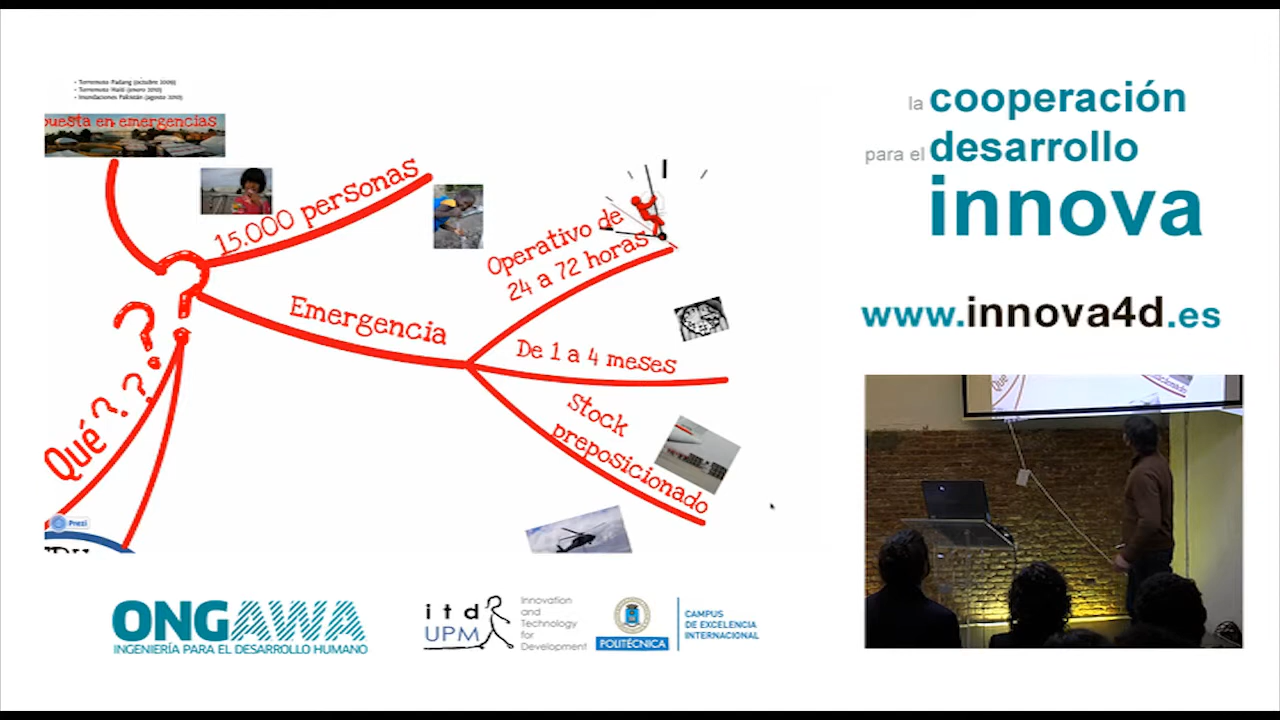 • Terremoto Padang (octubre 2009)
• Terremoto Haití (enero 2010)
• Inundaciones Pakistán (agosto 2010)
puesta en emergencias
15.000 personas
Operativo de
24 a 72 horas
Emergencia
De 1 a 4 meses
Stock
preposicionado
Qué????
Prezi
la cooperación
para el desarrollo
innova
www.innova4d.es
Qué
ONGAWA
INGENIERÍA PARA EL DESARROLLO HUMANO
itd
UPM
Innovation
and
Technology
for
Development
POLITÉCNICA
CAMPUS
DE EXCELENCIA
INTERNACIONAL